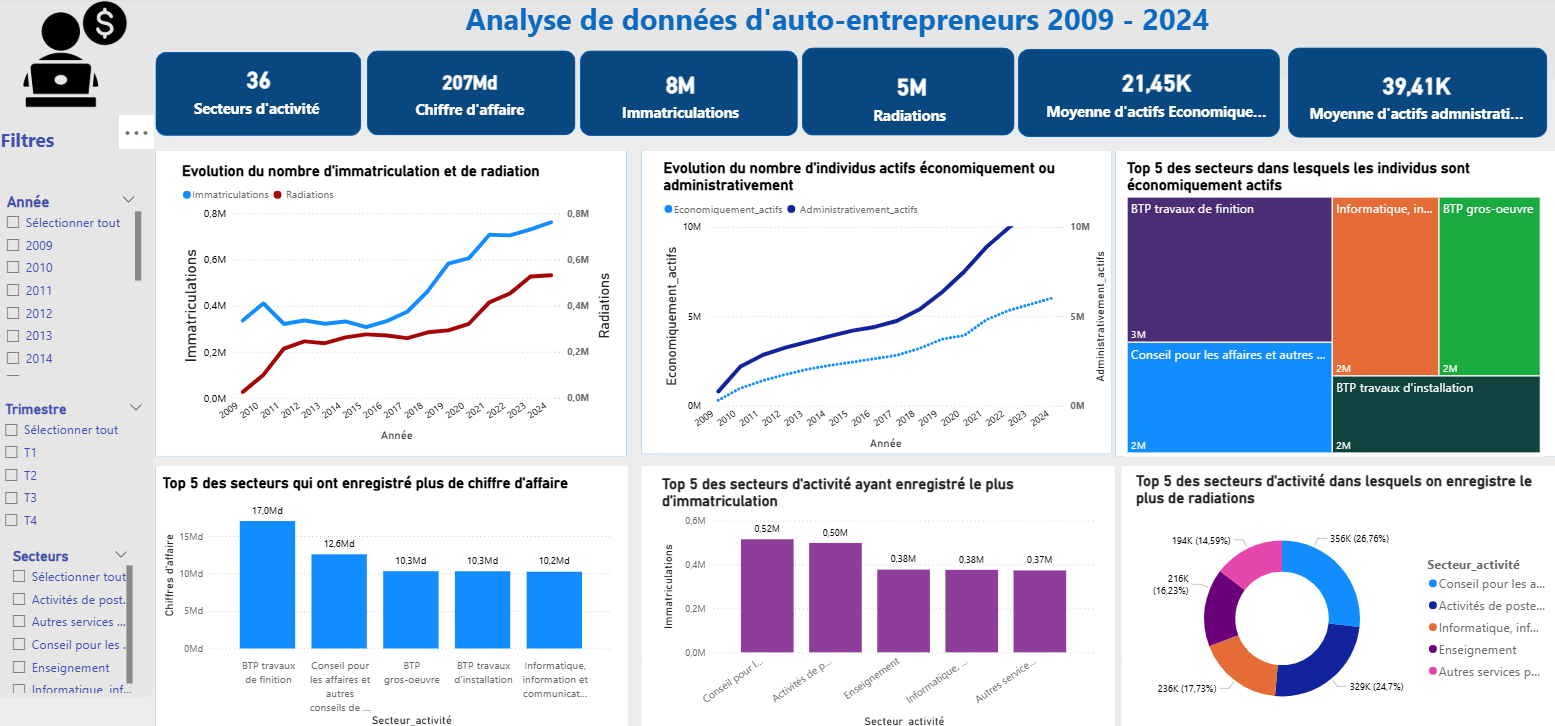 Analyse de données d'auto-entrepreneurs 2009 - 2024
36
Secteurs d'activité
207Md
Chiffre d'affaire
8M
Immatriculations
5M
Radiations
21,45K
Moyenne d'actifs Economique...
39,41K
Moyenne d'actifs admnistrati...
$
Filtres
Année
Sélectionner tout
2009
2010
2011
2012
2013
2014
Trimestre
Sélectionner tout
T1
T2
T3
T4
Secteurs
Sélectionner tout
Activités de post.
Autres services ...
Conseil pour les .
Enseignement
Informatique, inf...
Evolution du nombre d'immatriculation et de radiation
Immatriculations Radiations
0,8M
0,6M
0,4M
0,2M
0,0M
Immatriculations
0,8M
0,6M
0,4M
0,2M
0,0M
Radiations
2009 2010 2011 2012 2013 2014 2015 2016 2017 2018 2019 2020 2021 2022 2023 2024
Année
Evolution du nombre d'individus actifs économiquement ou
administrativement
Economiquement_actifs Administrativement_actifs
10M
5M
0M
Economiquement_actifs
10M
5M
0M
Administrativement_actifs
2009 2010 2011 2012 2013 2014 2015 2016 2017 2018 2019 2020 2021 2022 2023 2024
Année
Top 5 des secteurs dans lesquels les individus sont
économiquement actifs
BTP travaux de finition
3M
Conseil pour les affaires et autres ...
2M
Informatique, in...
2M
BTP gros-oeuvre
2M
BTP travaux d'installation
2M
Top 5 des secteurs qui ont enregistré plus de chiffre d'affaire
Chiffres d'affaire
15Md
10Md
5Md
0Md
17,0Md
12,6Md
10,3Md
10,3Md
10,2Md
BTP travaux
de finition
Conseil pour
les affaires et
autres
conseils de ...
BTP
gros-oeuvre
BTP travaux
d'installation
Informatique,
information et
communicat...
Secteur_activité
Top 5 des secteurs d'activité ayant enregistré le plus
d'immatriculation
Immatriculations
0,6M
0,4M
0,2M
0,0M
0,52M
0,50M
0,38M
0,38M
0,37M
Conseil pour l...
Activités de p...
Enseignement
Informatique, ...
Autres service...
Secteur_activité
Top 5 des secteurs d'activité dans lesquels on enregistre le
plus de radiations
194K (14,59%)
356K (26,76%)
216K
(16,23%)
236K (17,73%)
329K (24,7%)
Secteur_activité
Conseil pour les a...
Activités de poste...
Informatique, inf...
Enseignement
Autres services p...